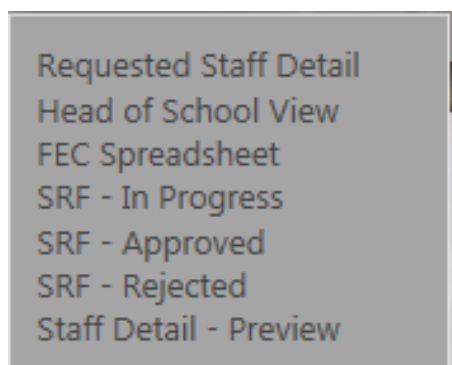 Requested Staff Detail
Head of School View
FEC Spreadsheet
SRF - In Progress
SRF - Approved
SRF - Rejected
Staff Detail - Preview